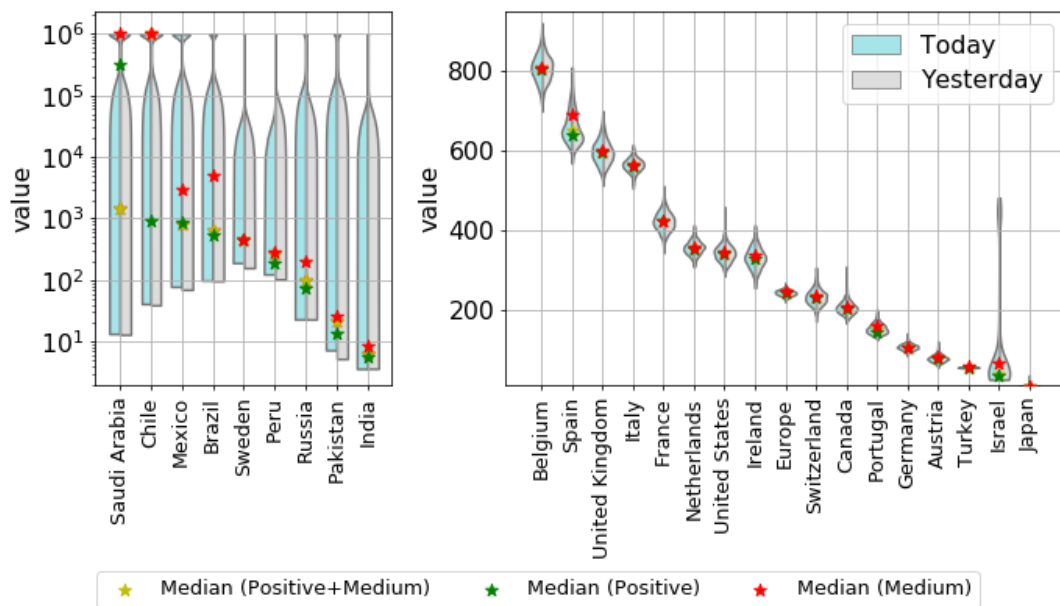 value
10^6
10^5
10^4
10^3
10^2
10^1
Saudi Arabia
Chile
Mexico
Brazil
Sweden
Peru
Russia
Pakistan
India
value
800
600
400
200
Today
Yesterday
Belgium
Spain
United Kingdom
Italy
France
Netherlands
United States
Ireland
Europe
Switzerland
Canada
Portugal
Germany
Austria
Turkey
Israel
Japan
Median (Positive+Medium)
Median (Positive)
Median (Medium)